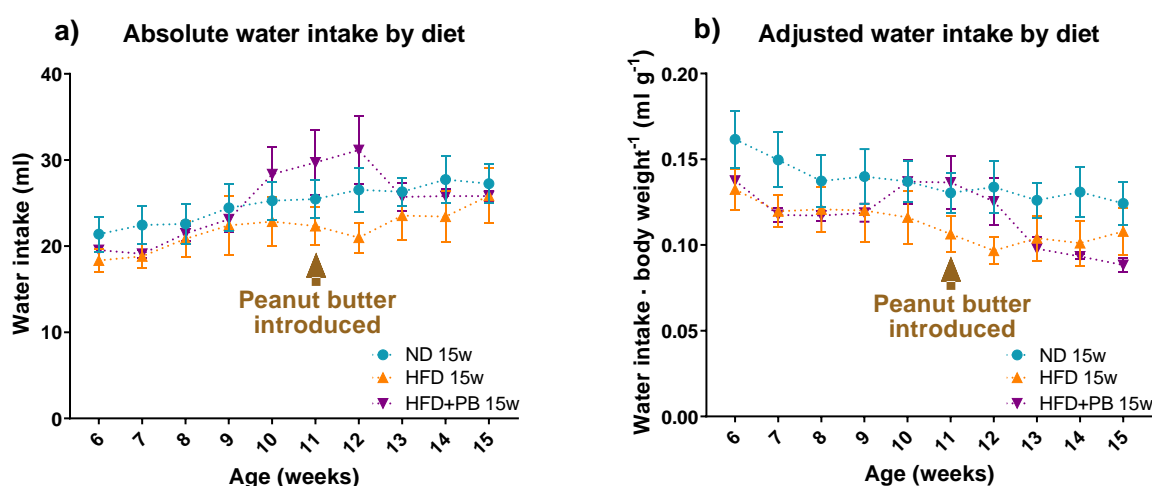 a) Absolute water intake by diet
Water intake (ml)
40
30
20
10
0
Peanut butter
introduced
ND 15w
HFD 15w
HFD+PB 15w
6 7 8 9 10 11 12 13 14 15
Age (weeks)
b) Adjusted water intake by diet
Water intake · body weight⁻¹ (ml g⁻¹)
0.20
0.15
0.10
0.05
0.00
Peanut butter
introduced
ND 15w
HFD 15w
HFD+PB 15w
6 7 8 9 10 11 12 13 14 15
Age (weeks)